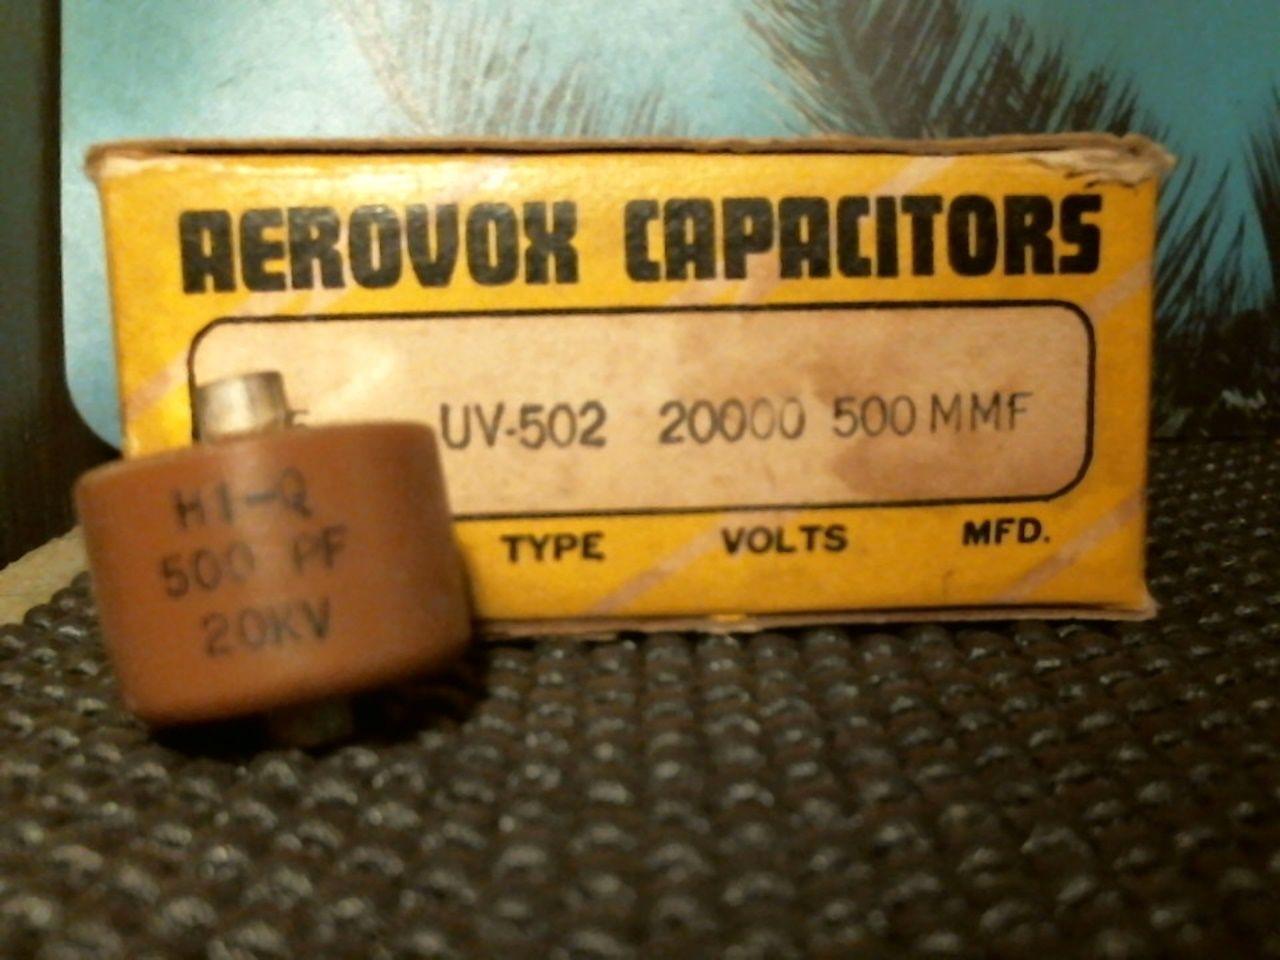 AEROVOX CAPACITORS
UV-502 20000 500 MMF
TYPE VOLTS MFD.
HI-Q
500 PF
20KV